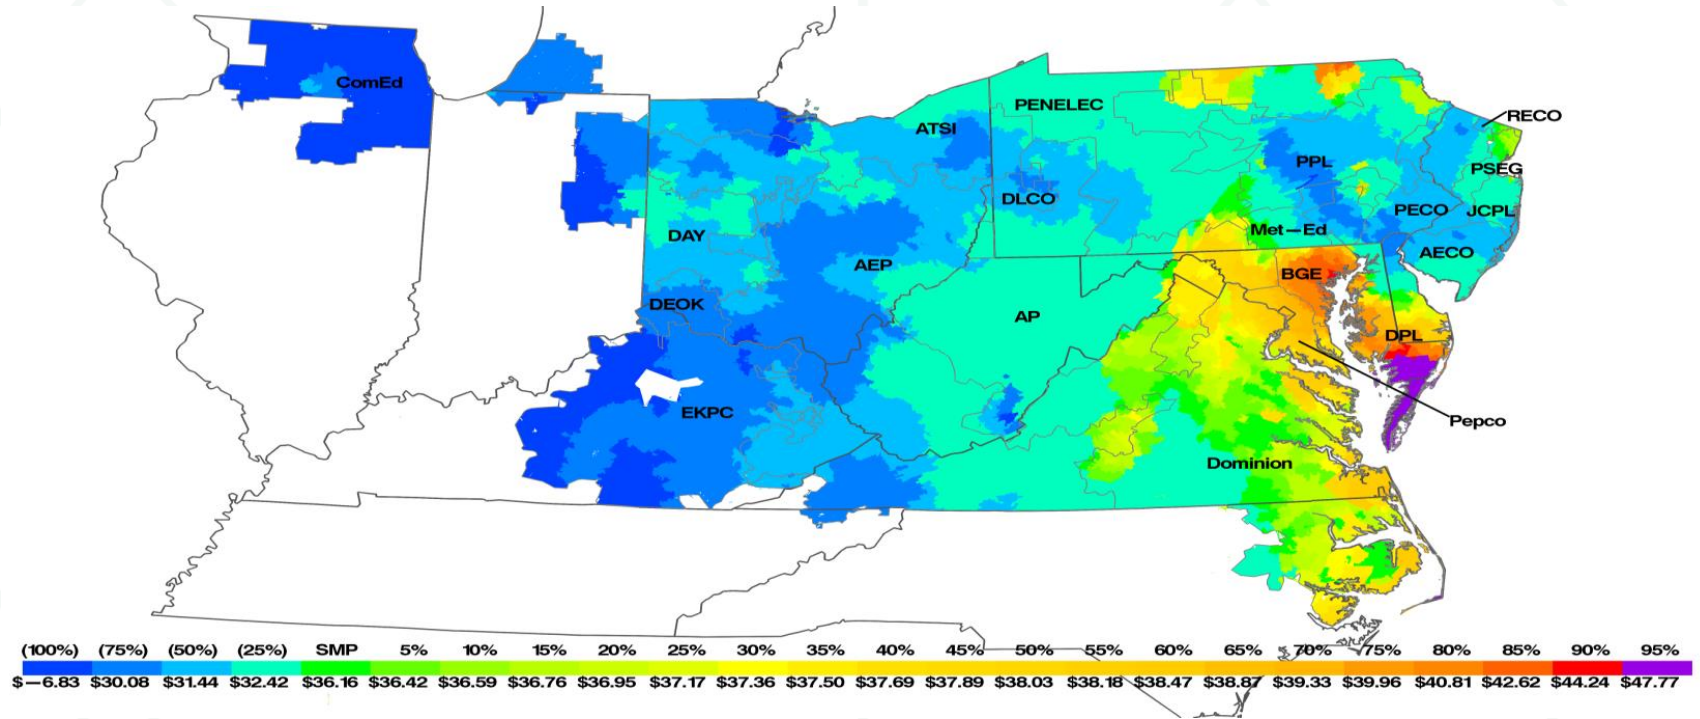 ComEd
PENELEC
RECO
ATSI
PPL
PSEG
DLCO
PECO JCPL
Met-Ed
DAY
AECO
AEP
BGE
DEOK
AP
DPL
EKPC
Pepco
Dominion
(100%) (75%) (50%) (25%) SMP 5% 10% 15% 20% 25% 30% 35% 40% 45% 50% 55% 60% 65% 70% 75% 80% 85% 90% 95%
$-6.83 $30.08 $31.44 $32.42 $36.16 $36.42 $36.59 $36.76 $36.95 $37.17 $37.36 $37.50 $37.69 $37.89 $38.03 $38.18 $38.47 $38.87 $39.33 $39.96 $40.81 $42.62 $44.24 $47.77